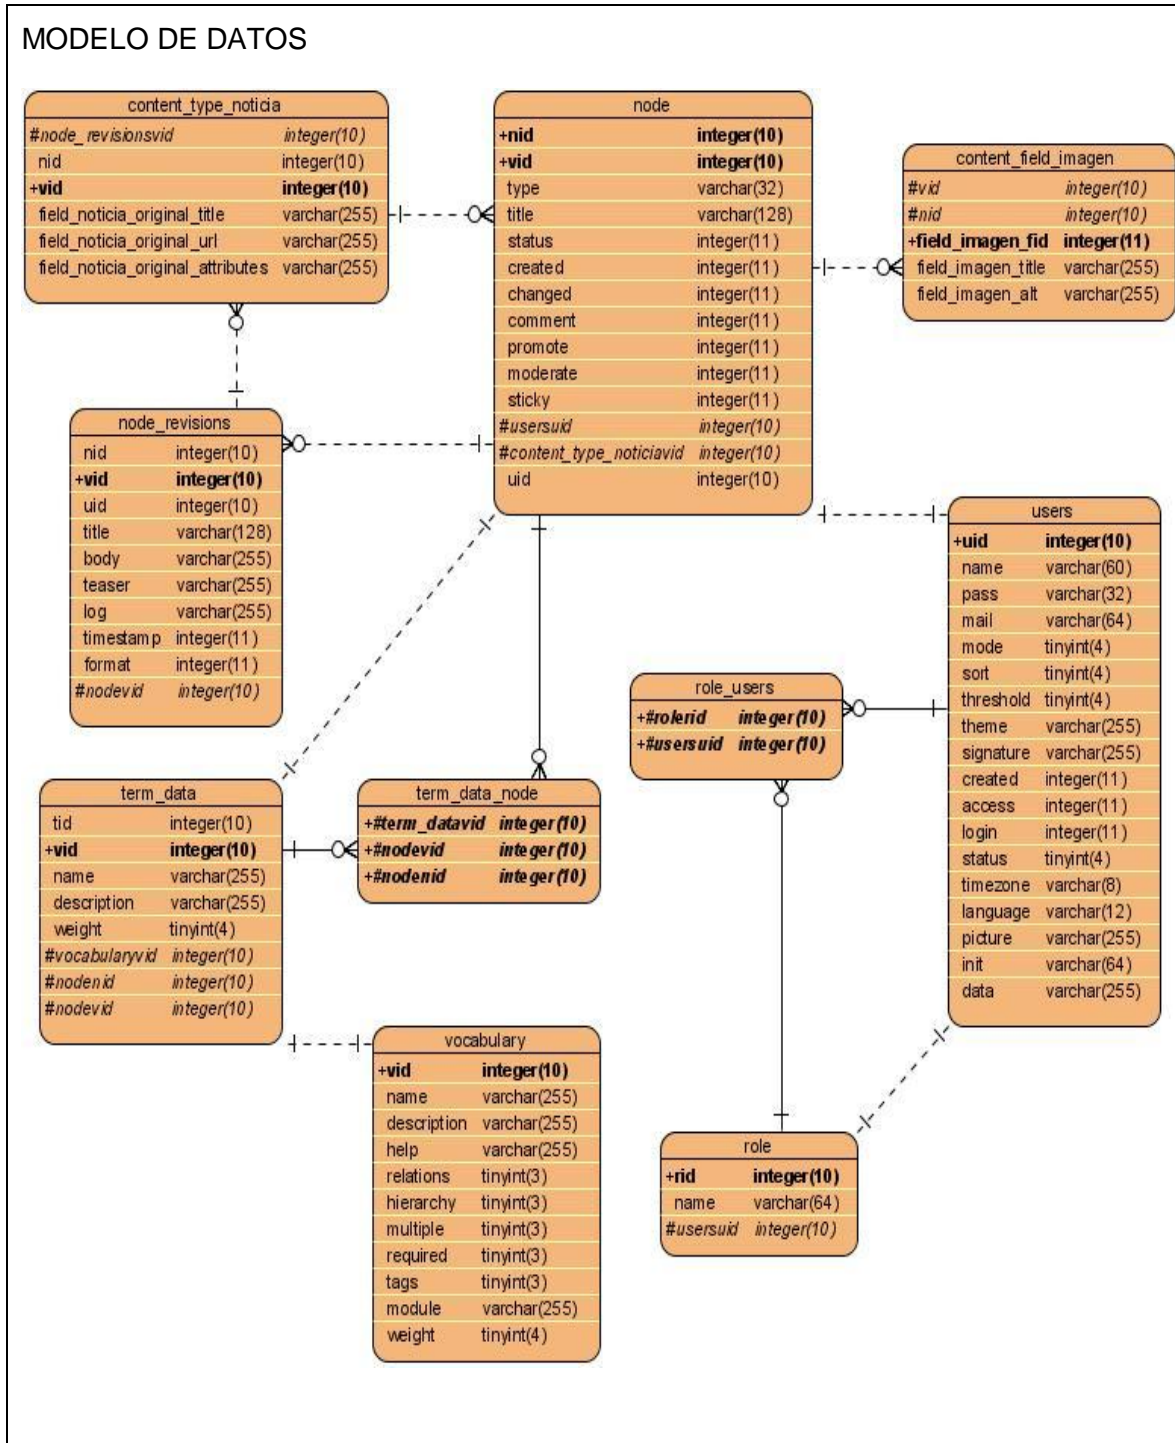 MODELO DE DATOS
content_type_noticia
#node_revisionsvid integer(10)
nid integer(10)
+vid integer(10)
field_noticia_original_title varchar(255)
field_noticia_original_url varchar(255)
field_noticia_original_attributes varchar(255)
node
+nid integer(10)
+vid integer(10)
type varchar(32)
title varchar(128)
status integer(11)
created integer(11)
changed integer(11)
comment integer(11)
promote integer(11)
moderate integer(11)
sticky integer(11)
#usersuid integer(10)
#content_type_noticiavid integer(10)
uid integer(10)
content_field_imagen
#vid integer(10)
#nid integer(10)
+field_imagen_fid integer(11)
field_imagen_title varchar(255)
field_imagen_alt varchar(255)
node_revisions
nid integer(10)
+vid integer(10)
uid integer(10)
title varchar(128)
body varchar(255)
teaser varchar(255)
log varchar(255)
timestamp integer(11)
format integer(11)
#nodevid integer(10)
users
+uid integer(10)
name varchar(60)
pass varchar(32)
mail varchar(64)
mode tinyint(4)
sort tinyint(4)
threshold tinyint(4)
theme varchar(255)
signature varchar(255)
created integer(11)
access integer(11)
login integer(11)
status tinyint(4)
timezone varchar(8)
language varchar(12)
picture varchar(255)
init varchar(64)
data varchar(255)
role_users
+#rolerid integer(10)
+#usersuid integer(10)
term_data
tid integer(10)
+vid integer(10)
name varchar(255)
description varchar(255)
weight tinyint(4)
#vocabularyvid integer(10)
#nodenid integer(10)
#nodevid integer(10)
term_data_node
+#term_datavid integer(10)
+#nodevid integer(10)
+#nodenid integer(10)
vocabulary
+vid integer(10)
name varchar(255)
description varchar(255)
help varchar(255)
relations tinyint(3)
hierarchy tinyint(3)
multiple tinyint(3)
required tinyint(3)
tags tinyint(3)
module varchar(255)
weight tinyint(4)
role
+rid integer(10)
name varchar(64)
#usersuid integer(10)